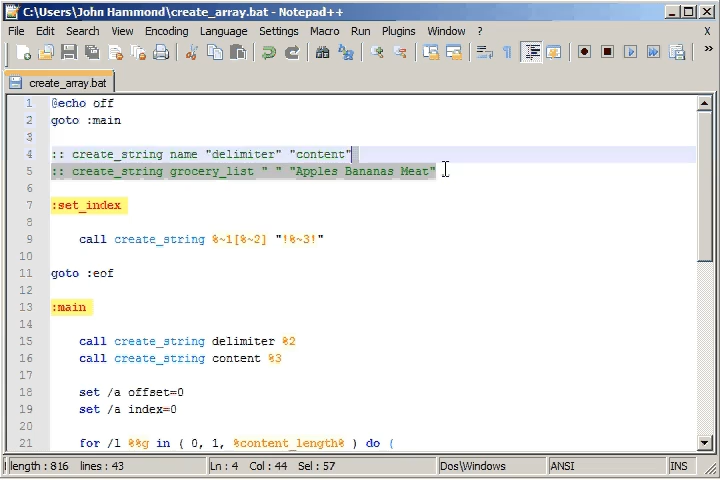 C:\Users\John Hammond\create_array.bat - Notepad++
File Edit Search View Encoding Language Settings Macro Run Plugins Window ? X
create_array.bat
1 @echo off
2 goto :main
3
4 :: create_string name "delimiter" "content"
5 :: create_string grocery_list " " "Apples Bananas Meat"
6
7 :set_index
8
9 call create_string %~1[%~2] "!%~3!"
10
11 goto :eof
12
13 :main
14
15 call create_string delimiter %2
16 call create_string content %3
17
18 set /a offset=0
19 set /a index=0
20
21 for /l %%g in ( 0, 1, %content_length% ) do (
length : 816 lines : 43 Ln : 4 Col : 44 Sel : 57 Dos\Windows ANSI INS